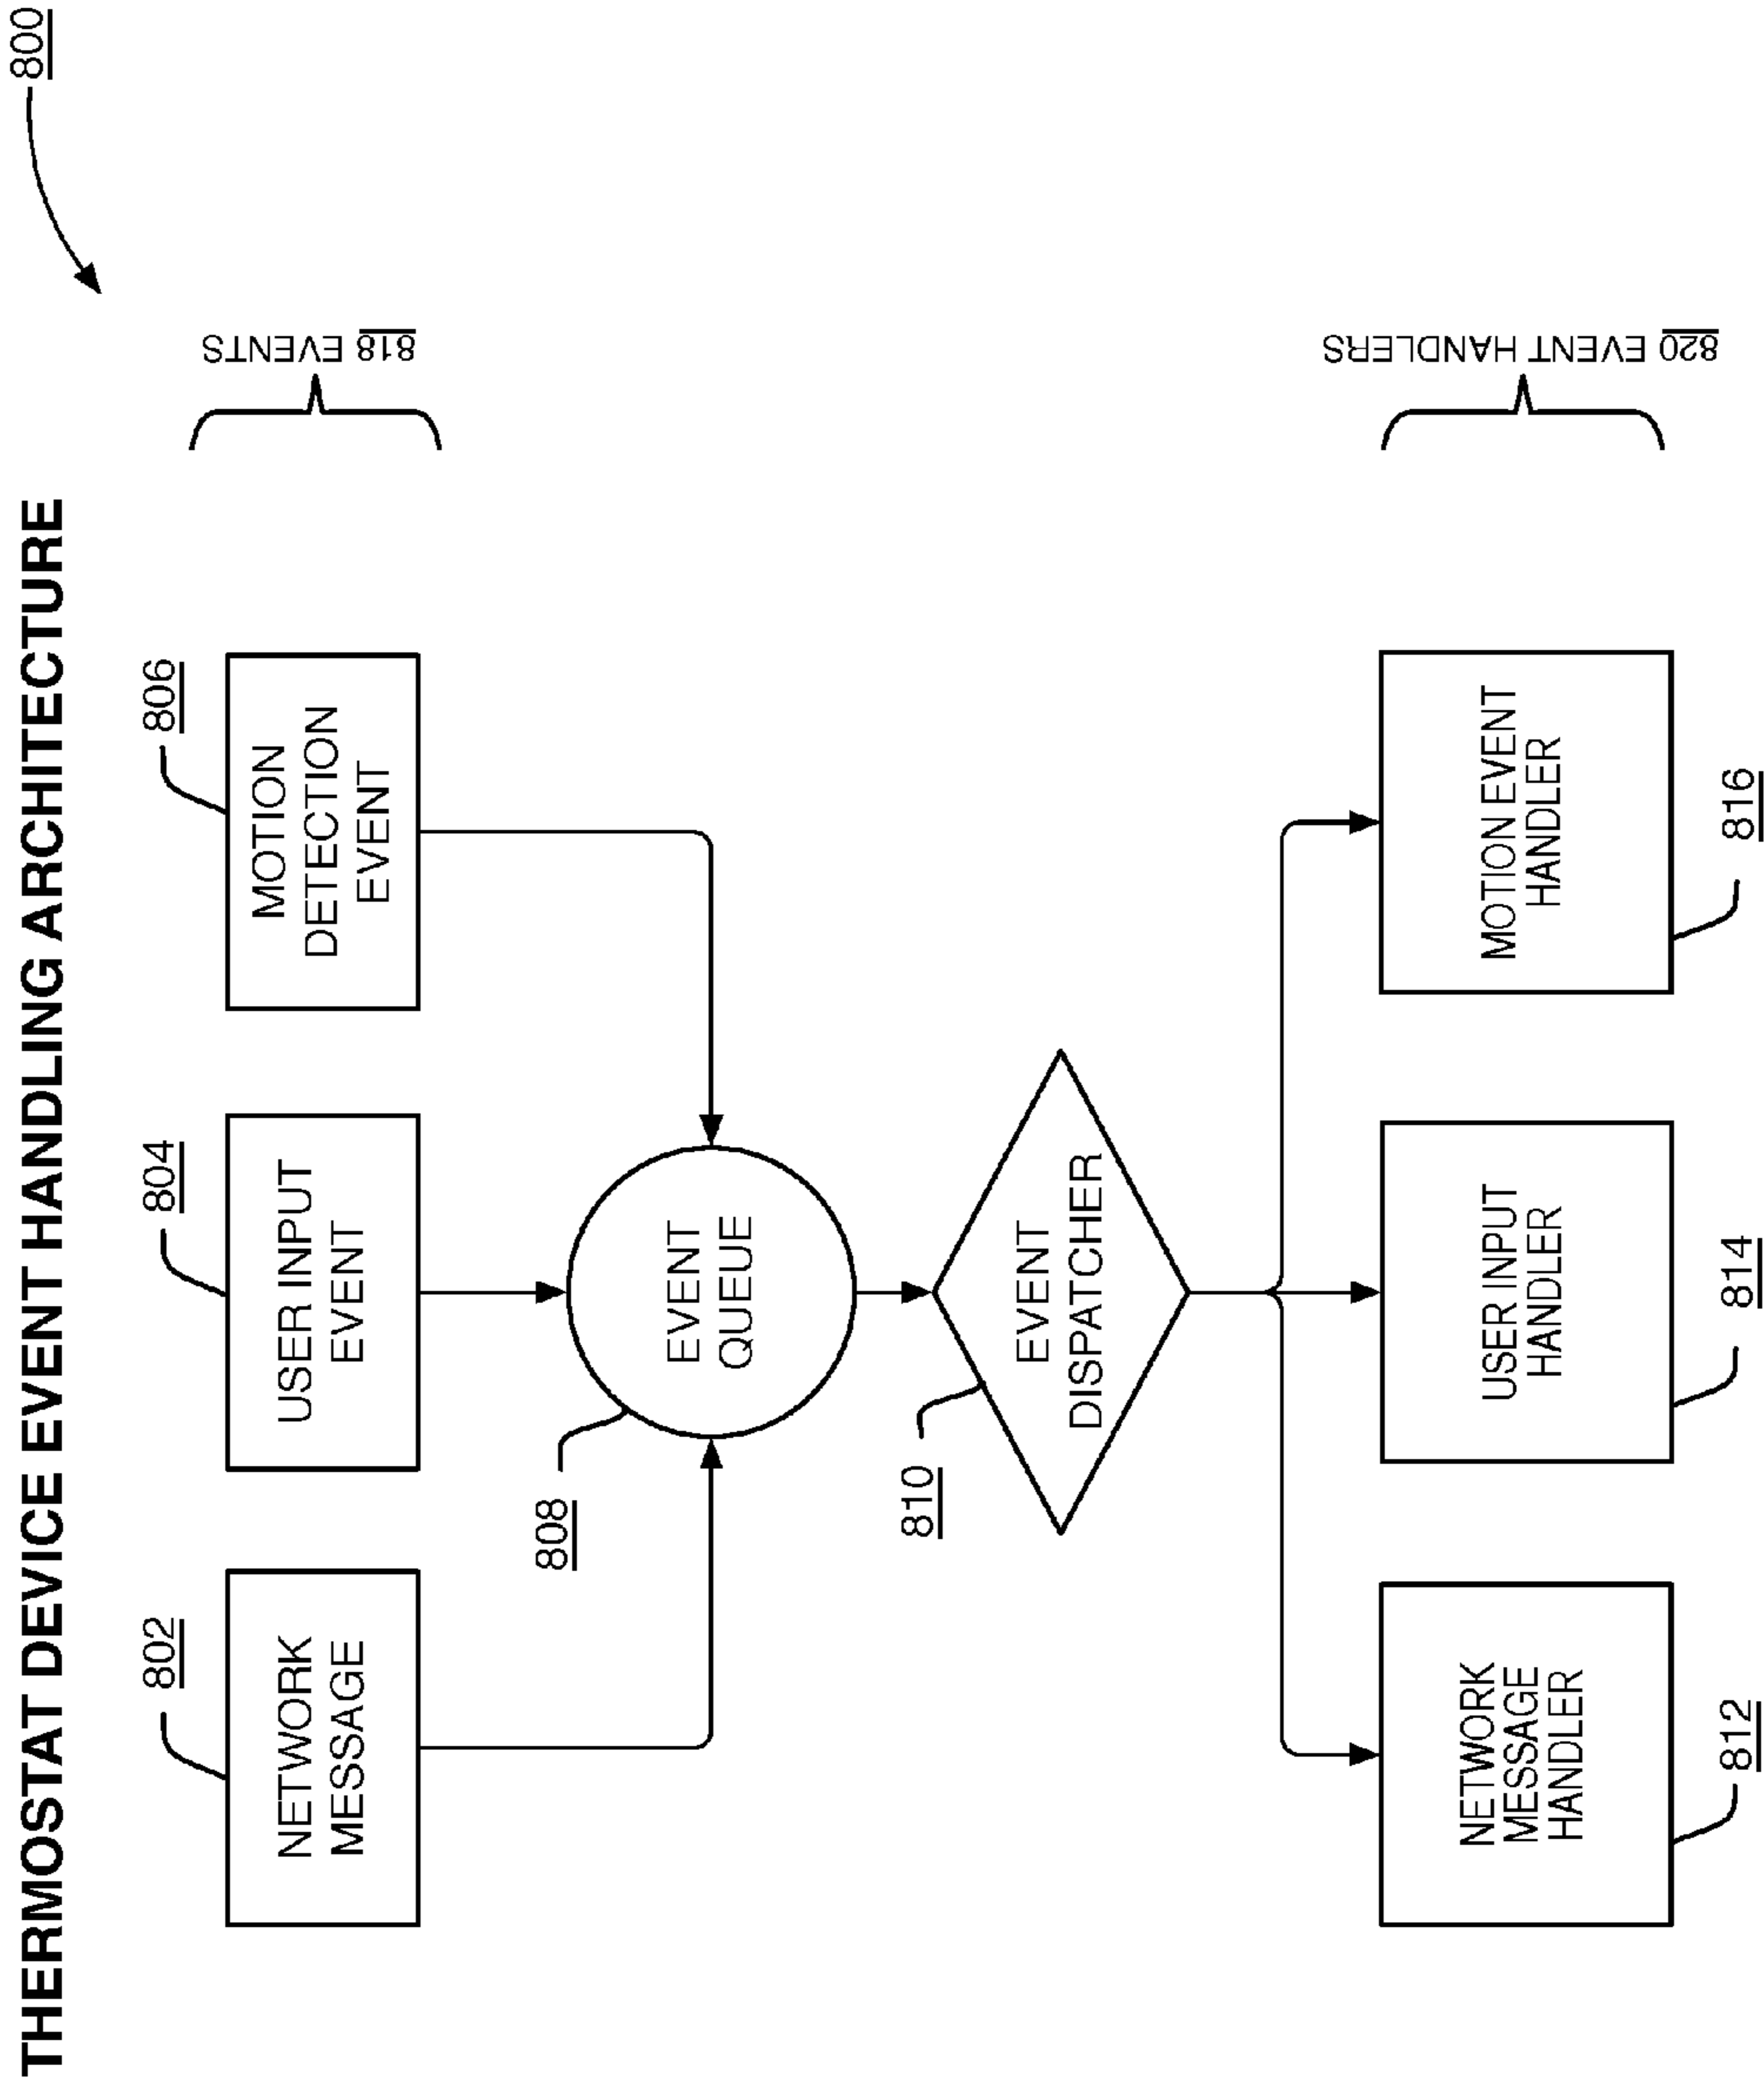 THERMOSTAT DEVICE EVENT HANDLING ARCHITECTURE
800
802
804
806
NETWORK
MESSAGE
USER INPUT
EVENT
MOTION
DETECTION
EVENT
818 EVENTS
808
EVENT
QUEUE
810
EVENT
DISPATCHER
NETWORK
MESSAGE
HANDLER
USER INPUT
HANDLER
MOTION EVENT
HANDLER
820 EVENT HANDLERS
812
814
816